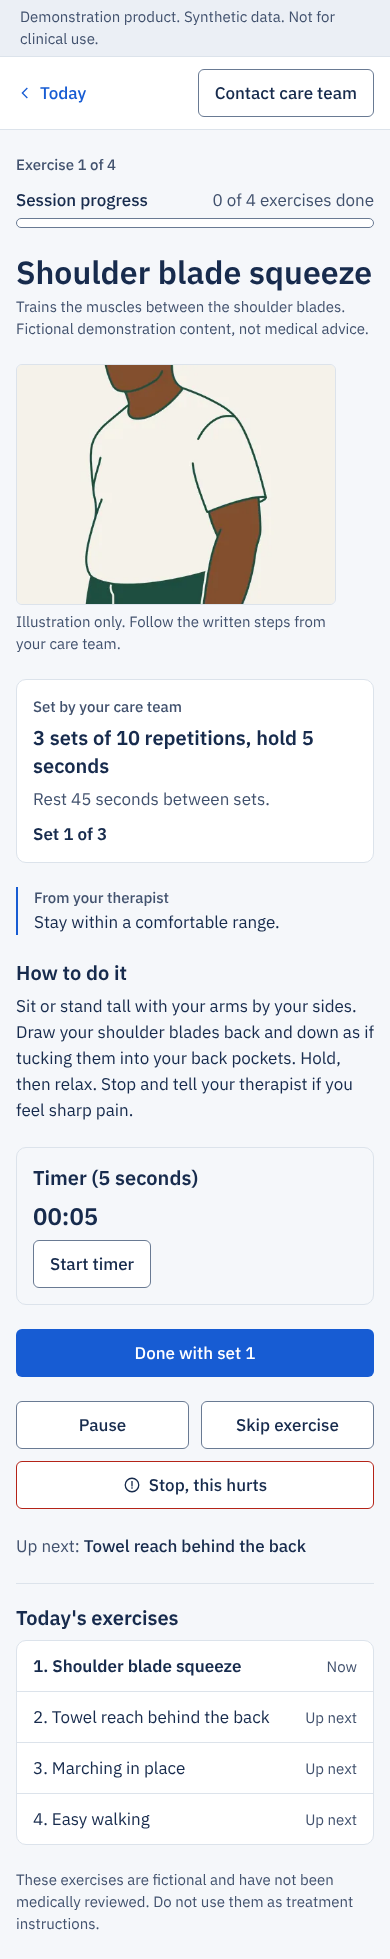 Demonstration product. Synthetic data. Not for
clinical use.
Today
Contact care team
Exercise 1 of 4
Session progress
0 of 4 exercises done
Shoulder blade squeeze
Trains the muscles between the shoulder blades.
Fictional demonstration content, not medical advice.
Illustration only. Follow the written steps from
your care team.
Set by your care team
3 sets of 10 repetitions, hold 5
seconds
Rest 45 seconds between sets.
Set 1 of 3
From your therapist
Stay within a comfortable range.
How to do it
Sit or stand tall with your arms by your sides.
Draw your shoulder blades back and down as if
tucking them into your back pockets. Hold,
then relax. Stop and tell your therapist if you
feel sharp pain.
Timer (5 seconds)
00:05
Start timer
Done with set 1
Pause
Skip exercise
Stop, this hurts
Up next: Towel reach behind the back
Today's exercises
1. Shoulder blade squeeze
Now
2. Towel reach behind the back
Up next
3. Marching in place
Up next
4. Easy walking
Up next
These exercises are fictional and have not been
medically reviewed. Do not use them as treatment
instructions.